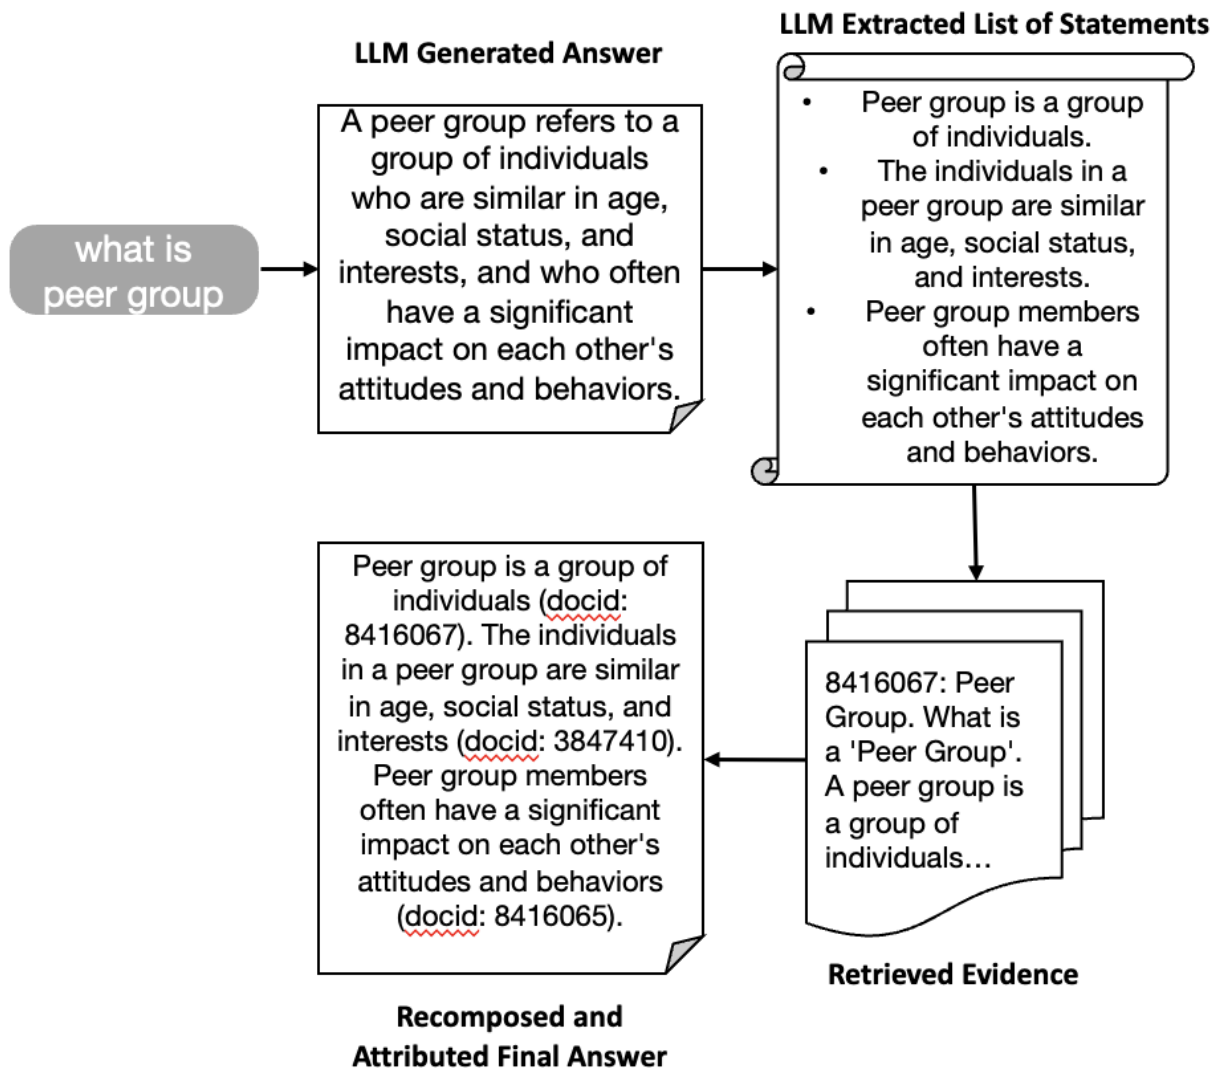 LLM Extracted List of Statements
LLM Generated Answer
what is
peer group
A peer group refers to a
group of individuals
who are similar in age,
social status, and
interests, and who often
have a significant
impact on each other's
attitudes and behaviors.
• Peer group is a group
of individuals.
• The individuals in a
peer group are similar
in age, social status,
and interests.
• Peer group members
often have a
significant impact on
each other's attitudes
and behaviors.
8416067: Peer
Group. What is
a 'Peer Group'.
A peer group is
a group of
individuals...
Retrieved Evidence
Peer group is a group of
individuals (docid:
8416067). The individuals
in a peer group are similar
in age, social status, and
interests (docid: 3847410).
Peer group members
often have a significant
impact on each other's
attitudes and behaviors
(docid: 8416065).
Recomposed and
Attributed Final Answer